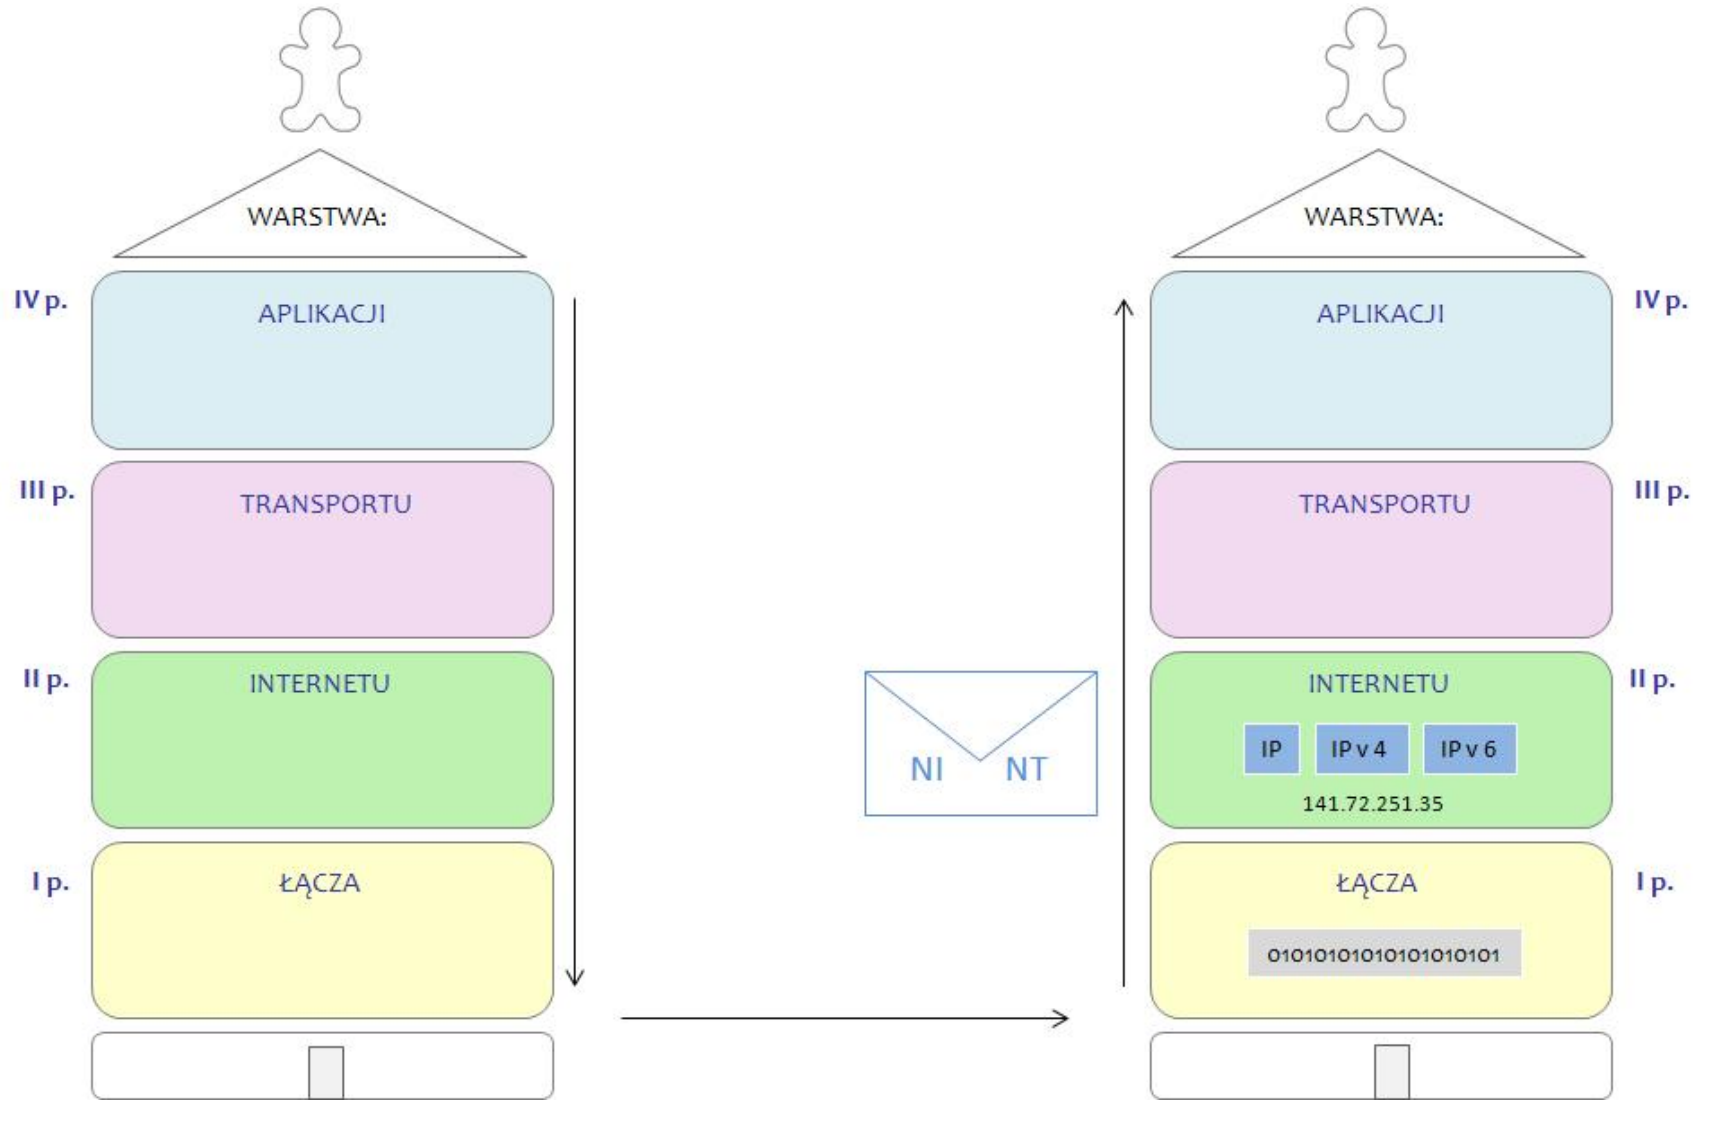 WARSTWA:
IV p.
APLIKACJI
III p.
TRANSPORTU
II p.
INTERNETU
I p.
ŁĄCZA
NI NT
WARSTWA:
APLIKACJI
IV p.
TRANSPORTU
III p.
INTERNETU
II p.
IP IP v 4 IP v 6
141.72.251.35
ŁĄCZA
I p.
01010101010101010101